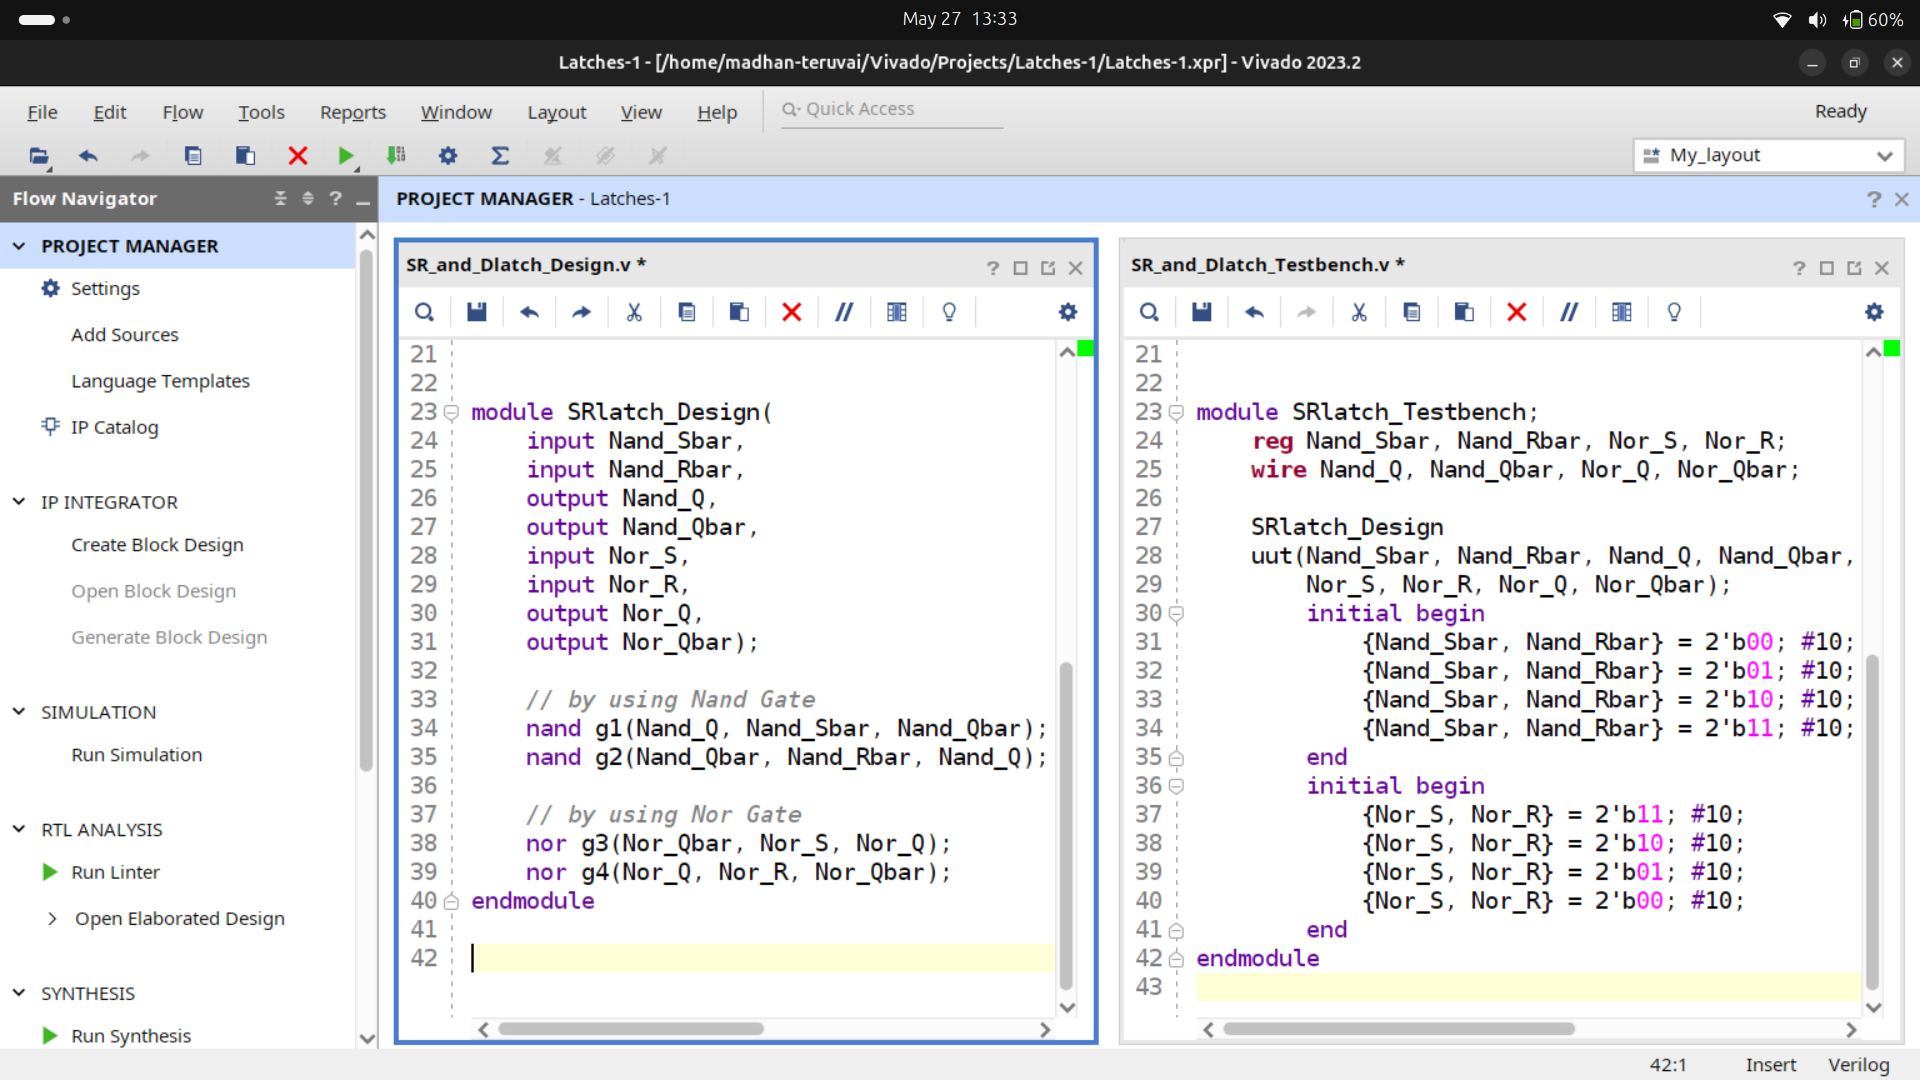 May 27 13:33
60%
Latches-1 - [/home/madhan-teruvai/Vivado/Projects/Latches-1/Latches-1.xpr] - Vivado 2023.2
File Edit Flow Tools Reports Window Layout View Help Quick Access Ready
My_layout
Flow Navigator
PROJECT MANAGER
Settings
Add Sources
Language Templates
IP Catalog
IP INTEGRATOR
Create Block Design
Open Block Design
Generate Block Design
SIMULATION
Run Simulation
RTL ANALYSIS
Run Linter
Open Elaborated Design
SYNTHESIS
Run Synthesis
PROJECT MANAGER - Latches-1
SR_and_Dlatch_Design.v *
21
22
23 module SRlatch_Design(
24 input Nand_Sbar,
25 input Nand_Rbar,
26 output Nand_Q,
27 output Nand_Qbar,
28 input Nor_S,
29 input Nor_R,
30 output Nor_Q,
31 output Nor_Qbar);
32
33 // by using Nand Gate
34 nand g1(Nand_Q, Nand_Sbar, Nand_Qbar);
35 nand g2(Nand_Qbar, Nand_Rbar, Nand_Q);
36
37 // by using Nor Gate
38 nor g3(Nor_Qbar, Nor_S, Nor_Q);
39 nor g4(Nor_Q, Nor_R, Nor_Qbar);
40 endmodule
41
42
SR_and_Dlatch_Testbench.v *
21
22
23 module SRlatch_Testbench;
24 reg Nand_Sbar, Nand_Rbar, Nor_S, Nor_R;
25 wire Nand_Q, Nand_Qbar, Nor_Q, Nor_Qbar;
26
27 SRlatch_Design
28 uut(Nand_Sbar, Nand_Rbar, Nand_Q, Nand_Qbar,
29 Nor_S, Nor_R, Nor_Q, Nor_Qbar);
30 initial begin
31 {Nand_Sbar, Nand_Rbar} = 2'b00; #10;
32 {Nand_Sbar, Nand_Rbar} = 2'b01; #10;
33 {Nand_Sbar, Nand_Rbar} = 2'b10; #10;
34 {Nand_Sbar, Nand_Rbar} = 2'b11; #10;
35 end
36 initial begin
37 {Nor_S, Nor_R} = 2'b11; #10;
38 {Nor_S, Nor_R} = 2'b10; #10;
39 {Nor_S, Nor_R} = 2'b01; #10;
40 {Nor_S, Nor_R} = 2'b00; #10;
41 end
42 endmodule
43
42:1 Insert Verilog